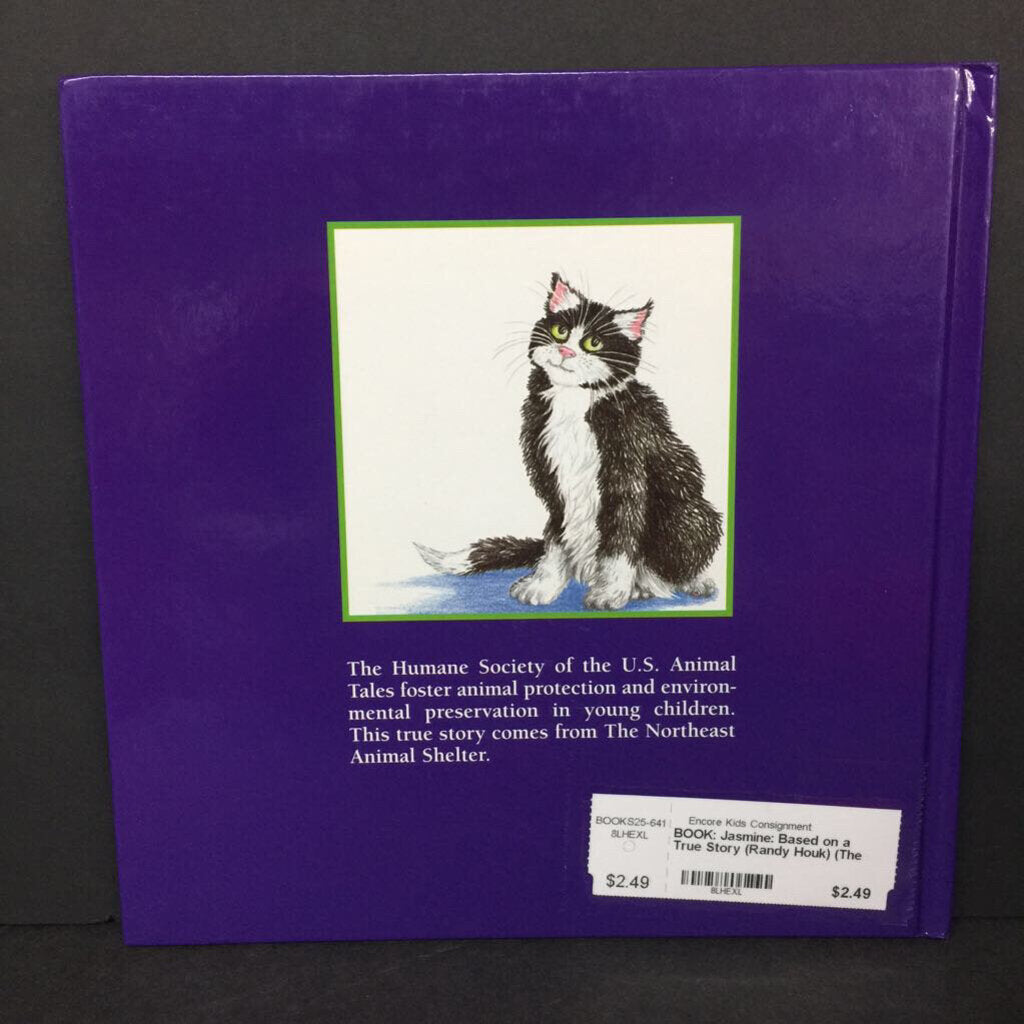 The Humane Society of the U.S. Animal
Tales foster animal protection and environ-
mental preservation in young children.
This true story comes from The Northeast
Animal Shelter.
BOOKS25-641
8LHEXL
$2.49
Encore Kids Consignment
BOOK: Jasmine: Based on a
True Story (Randy Houk) (The
8LHEXL
$2.49